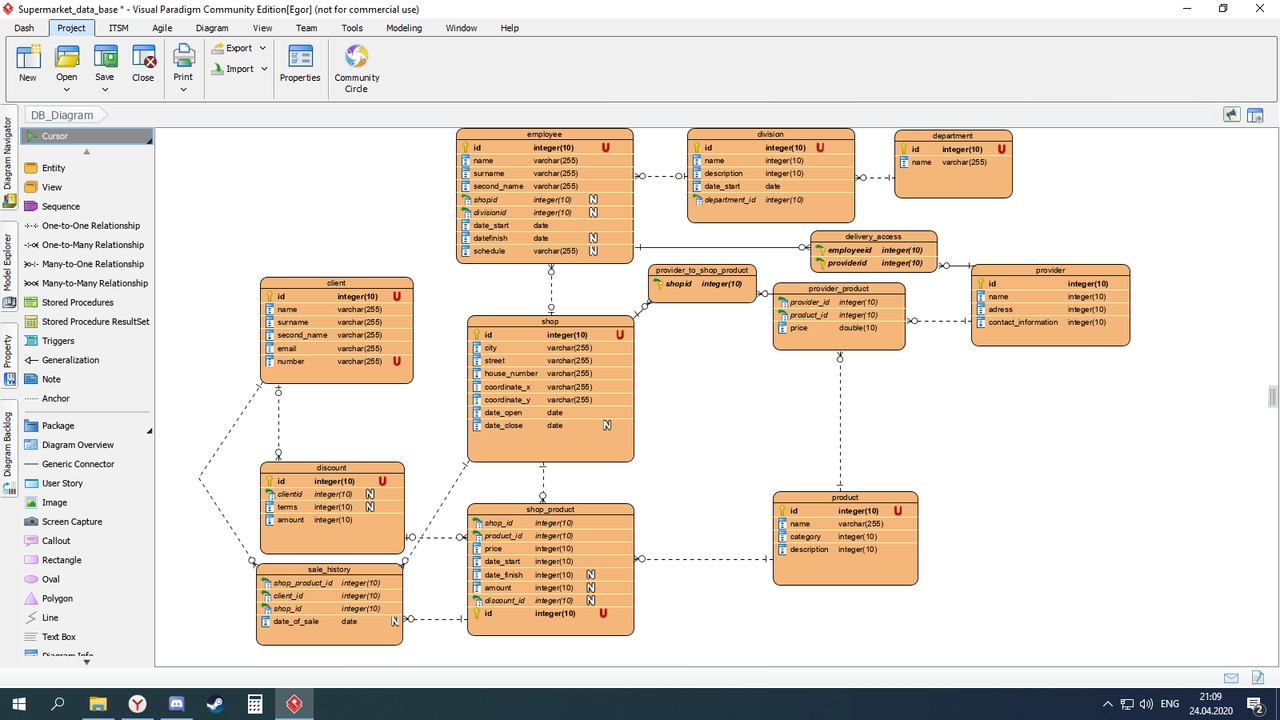 Supermarket_data_base * - Visual Paradigm Community Edition[Egor] (not for commercial use)
Dash Project ITSM Agile Diagram View Team Tools Modeling Window Help
New
Open
Save
Close
Print
Export
Import
Properties
Community Circle
DB_Diagram
Diagram Navigator
Model Explorer
Property
Diagram Backlog
Cursor
Entity
View
Sequence
One-to-One Relationship
One-to-Many Relationship
Many-to-One Relationship
Many-to-Many Relationship
Stored Procedures
Stored Procedure ResultSet
Triggers
Generalization
Note
Anchor
Package
Diagram Overview
Generic Connector
User Story
Image
Screen Capture
Callout
Rectangle
Oval
Polygon
Line
Text Box
Diagram Info
employee
id integer(10) U
name varchar(255)
surname varchar(255)
second_name varchar(255)
shopid integer(10) N
divisionid integer(10) N
date_start date
datefinish date N
schedule varchar(255) N
division
id integer(10) U
name integer(10)
description integer(10)
date_start date
department_id integer(10)
department
id integer(10) U
name varchar(255)
delivery_access
employeeid integer(10)
providerid integer(10)
provider_to_shop_product
shopid integer(10)
provider_product
provider_id integer(10)
product_id integer(10)
price double(10)
provider
id integer(10)
name integer(10)
adress integer(10)
contact_information integer(10)
client
id integer(10) U
name varchar(255)
surname varchar(255)
second_name varchar(255)
email varchar(255)
number varchar(255) U
shop
id integer(10) U
city varchar(255)
street varchar(255)
house_number varchar(255)
coordinate_x varchar(255)
coordinate_y varchar(255)
date_open date
date_close date N
discount
id integer(10) U
clientid integer(10) N
terms integer(10) N
amount integer(10)
shop_product
shop_id integer(10)
product_id integer(10)
price integer(10)
date_start integer(10)
date_finish integer(10) N
amount integer(10) N
discount_id integer(10) N
id integer(10) U
product
id integer(10) U
name varchar(255)
category integer(10)
description integer(10)
sale_history
shop_product_id integer(10)
client_id integer(10)
shop_id integer(10)
date_of_sale date N
ENG
21:09
24.04.2020
2